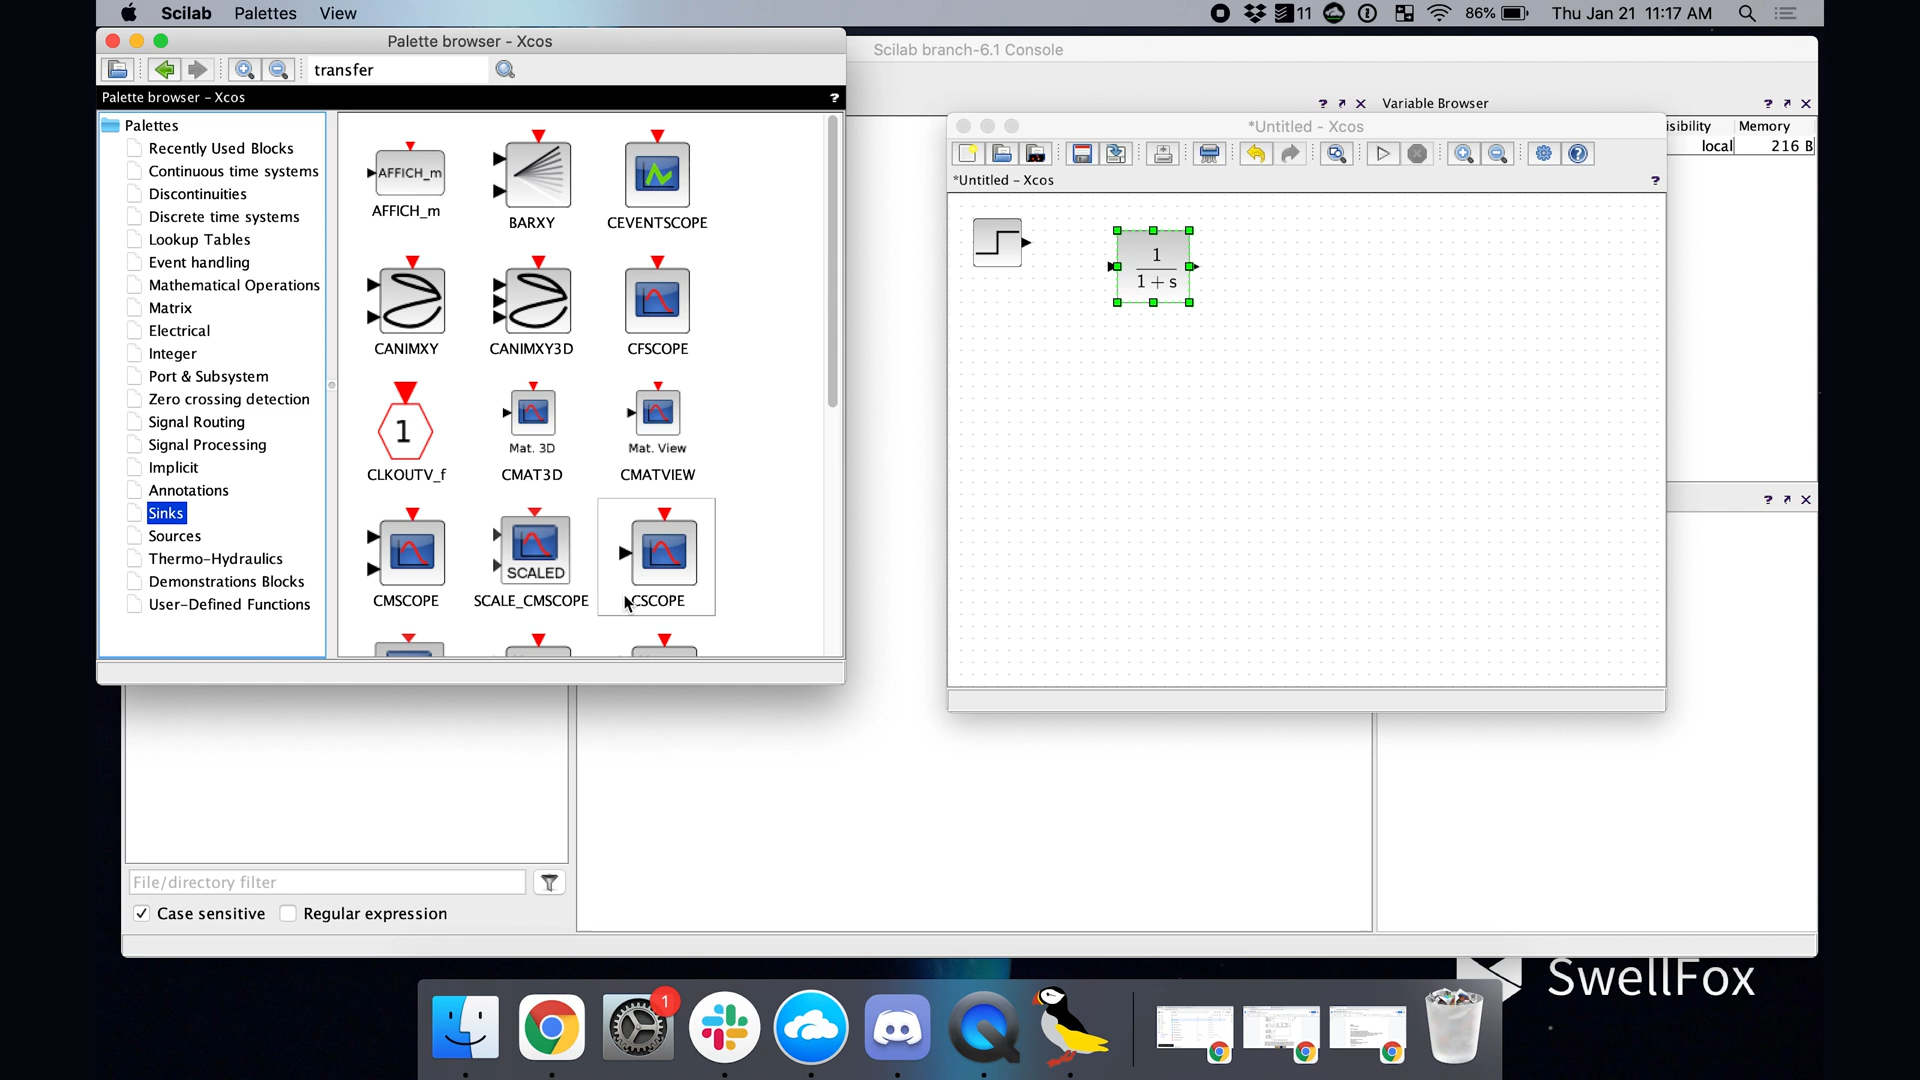 Scilab Palettes View
11 86% Thu Jan 21 11:17 AM
Palette browser - Xcos
transfer
Palette browser - Xcos ?
Palettes
Recently Used Blocks
Continuous time systems
Discontinuities
Discrete time systems
Lookup Tables
Event handling
Mathematical Operations
Matrix
Electrical
Integer
Port & Subsystem
Zero crossing detection
Signal Routing
Signal Processing
Implicit
Annotations
Sinks
Sources
Thermo-Hydraulics
Demonstrations Blocks
User-Defined Functions
AFFICH_m
AFFICH_m BARXY CEVENTSCOPE
CANIMXY CANIMXY3D CFSCOPE
1 Mat. 3D Mat. View
CLKOUTV_f CMAT3D CMATVIEW
SCALED
CMSCOPE SCALE_CMSCOPE CSCOPE
Scilab branch-6.1 Console
? Variable Browser ?
isibility Memory
local 216 B
*Untitled - Xcos
*Untitled - Xcos ?
1
1 + s
?
File/directory filter
Case sensitive Regular expression
SwellFox
1